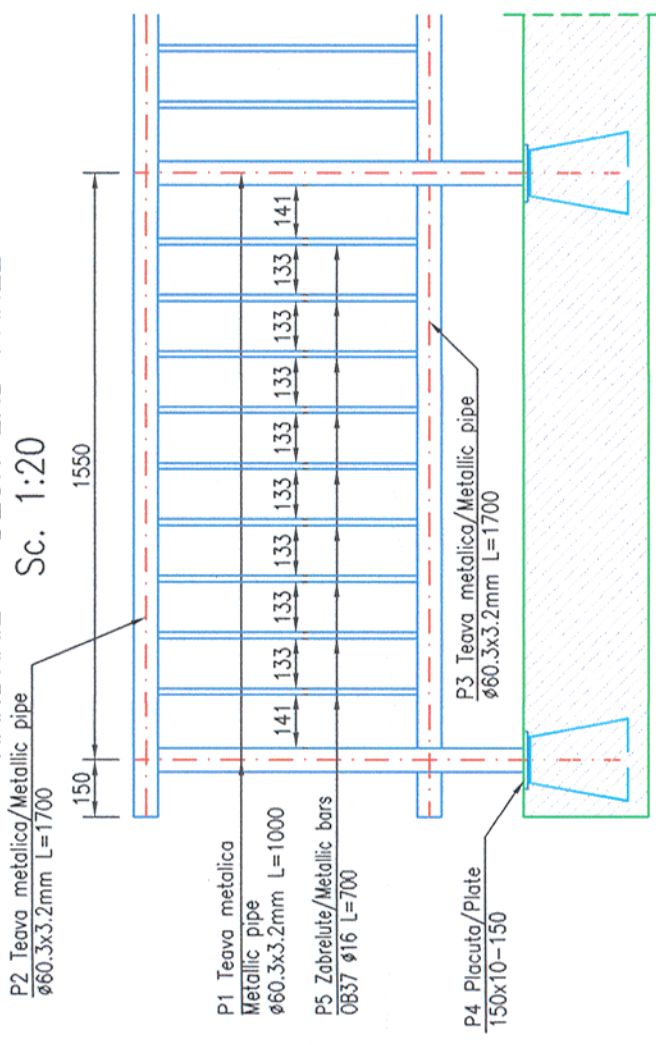 Sc. 1:20
P2 Teava metalica/Metallic pipe
ø60.3x3.2mm L=1700
150
1550
P1 Teava metalica
Metallic pipe
ø60.3x3.2mm L=1000
P5 Zabrelute/Metallic bars
OB37 ø16 L=700
141
133
133
133
133
133
133
133
133
141
P3 Teava metalica/Metallic pipe
ø60.3x3.2mm L=1700
P4 Placuta/Plate
150x10-150